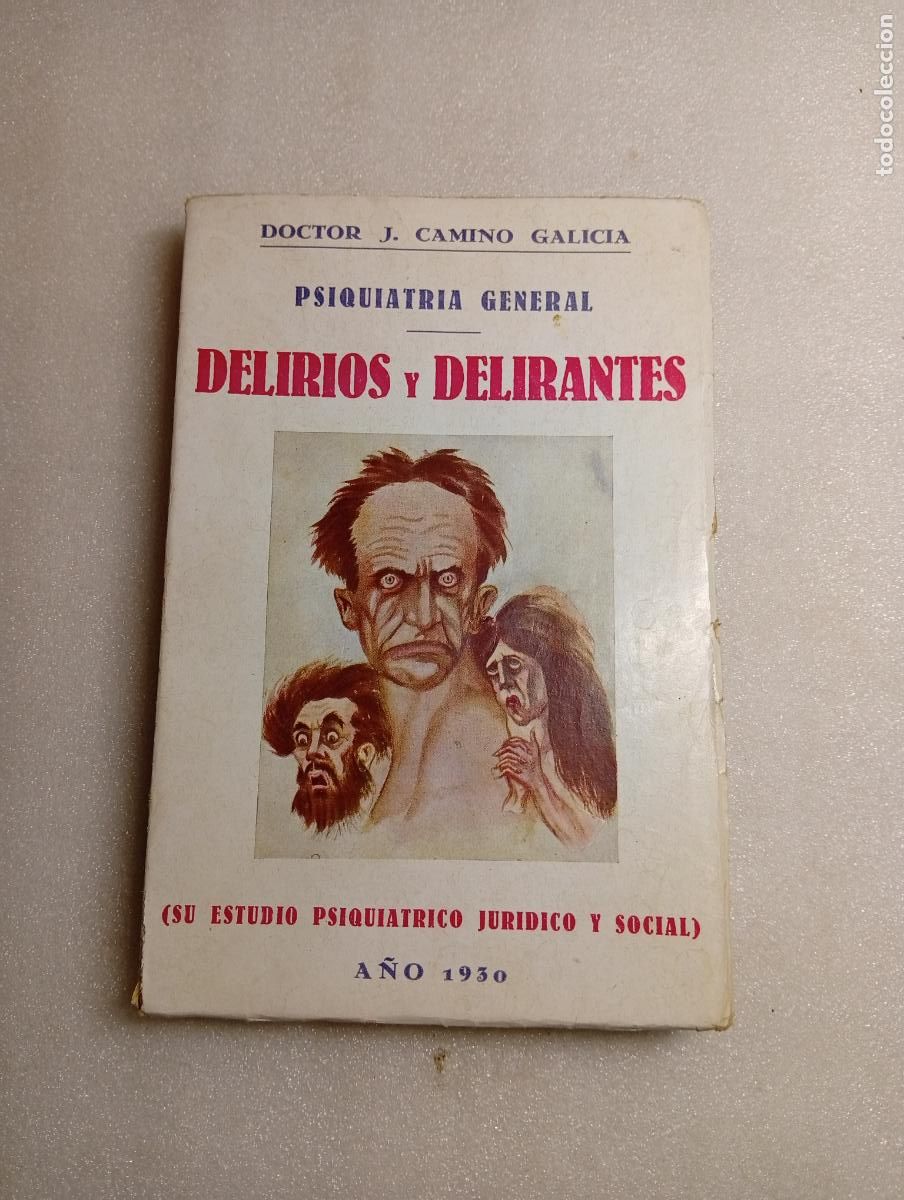 DOCTOR J. CAMINO GALICIA
PSIQUIATRIA GENERAL
DELIRIOS Y DELIRANTES
(SU ESTUDIO PSIQUIATRICO JURIDICO Y SOCIAL)
AÑO 1930
todocoleccion